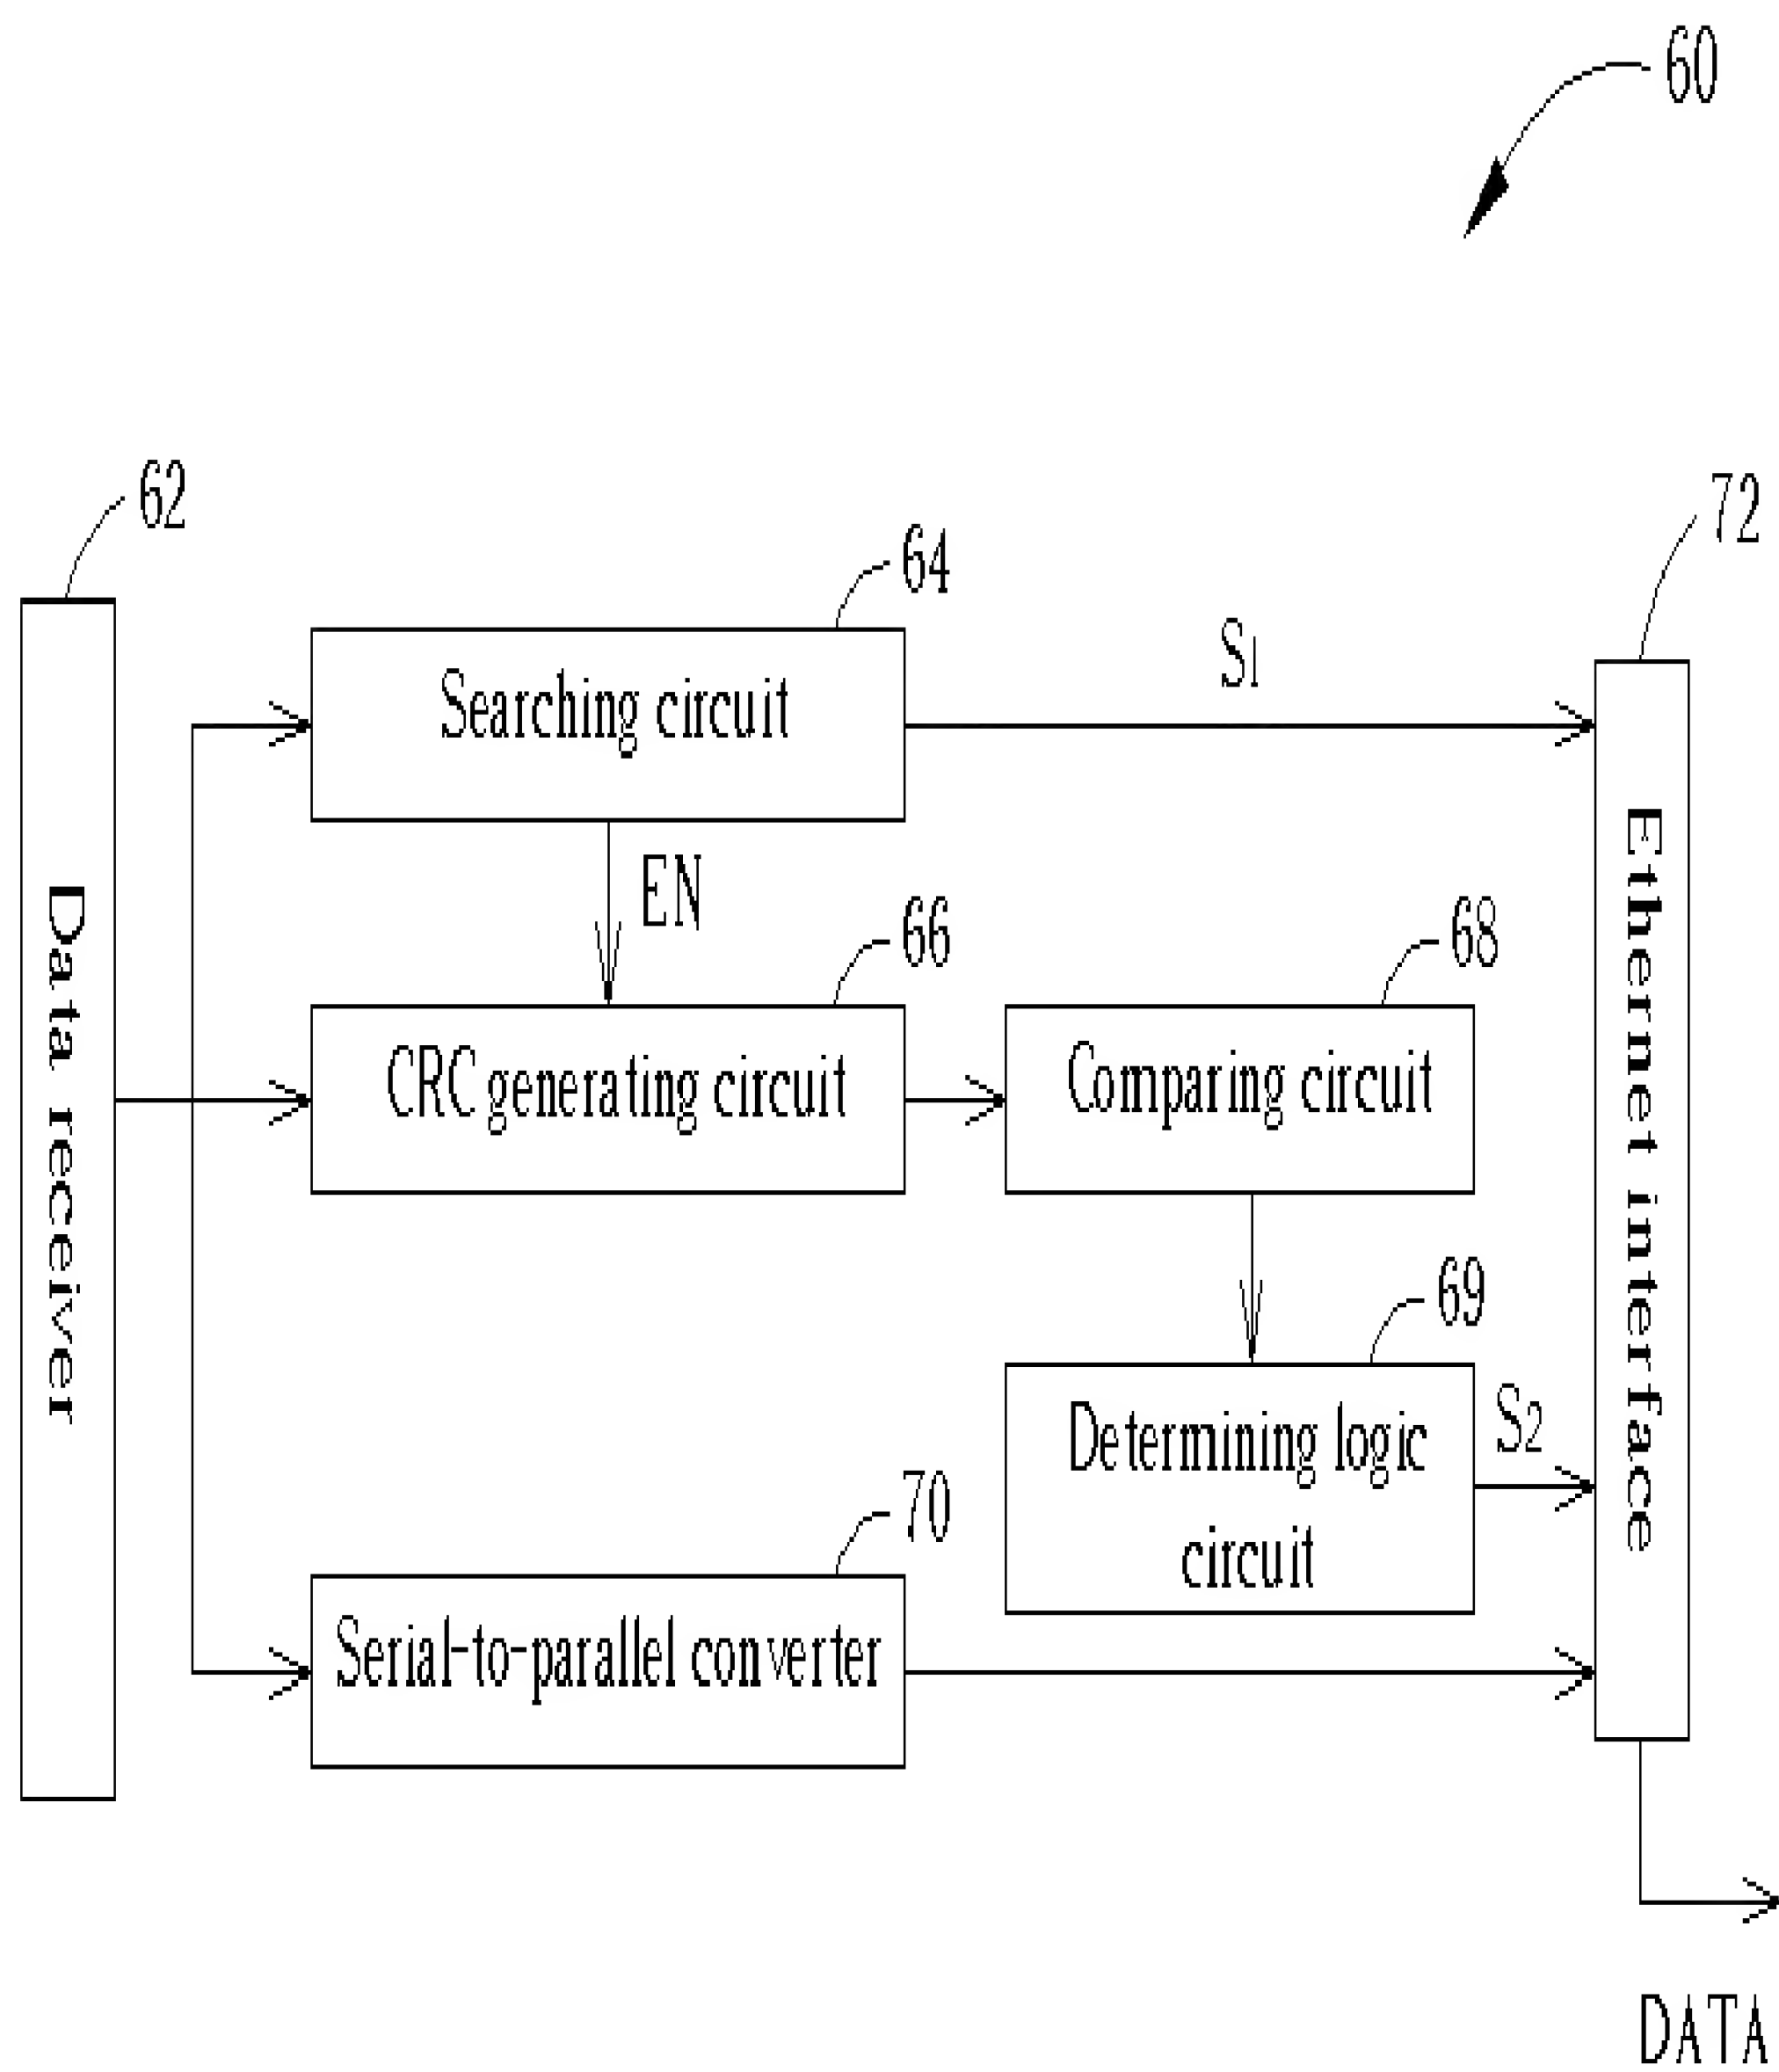 60
62
64
72
S1
Searching circuit
EN
66
68
Data receiver
CRC generating circuit
Comparing circuit
Ethernet interface
69
Determining logic
circuit
S2
70
Serial-to-parallel converter
DATA